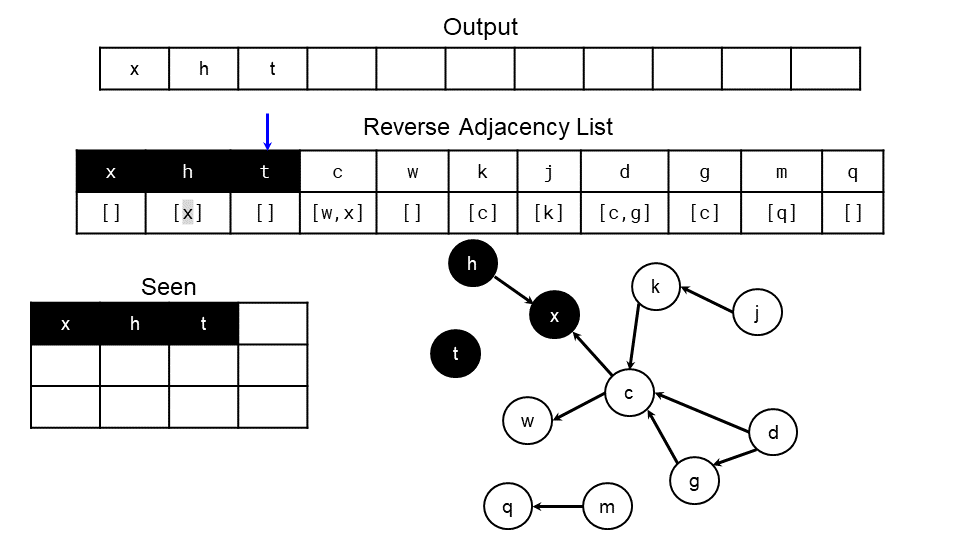 Output
x h t
Reverse Adjacency List
x h t c w k j d g m q
[] [x] [] [w,x] [] [c] [k] [c,g] [c] [q] []
Seen
x h t
h
x
k
j
t
c
w
d
g
q
m